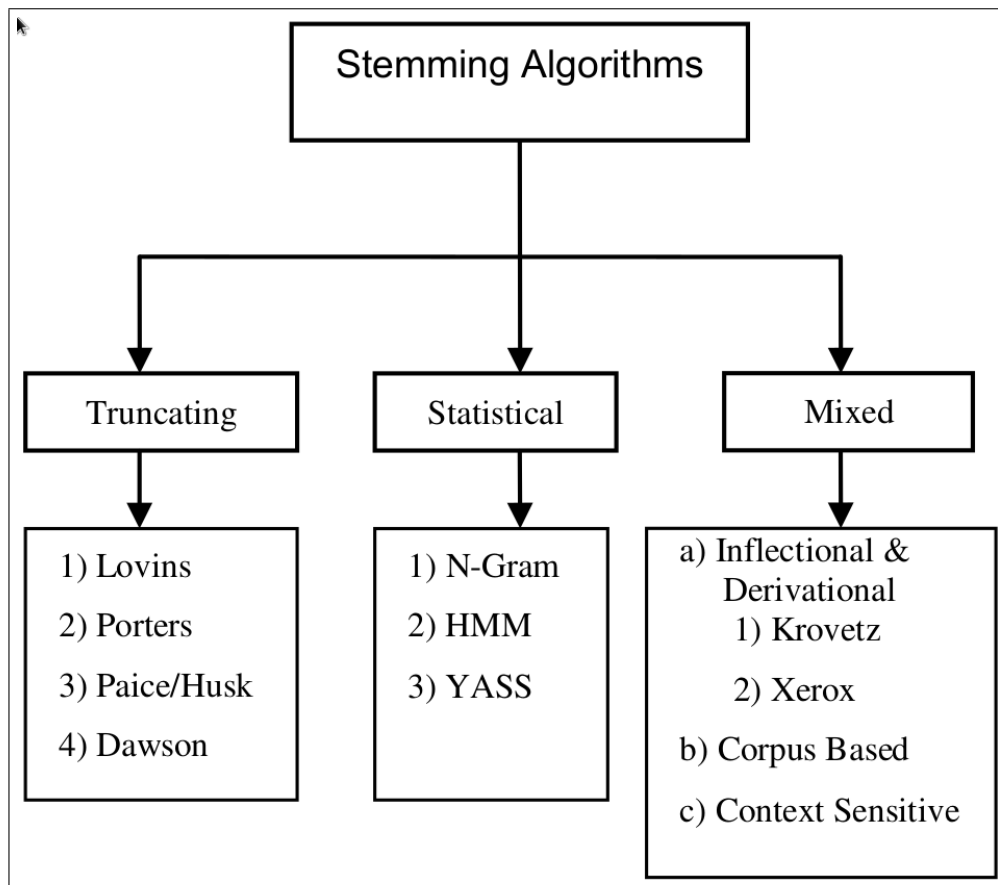 Stemming Algorithms
Truncating
Statistical
Mixed
1) Lovins
2) Porters
3) Paice/Husk
4) Dawson
1) N-Gram
2) HMM
3) YASS
a) Inflectional &
Derivational
1) Krovetz
2) Xerox
b) Corpus Based
c) Context Sensitive